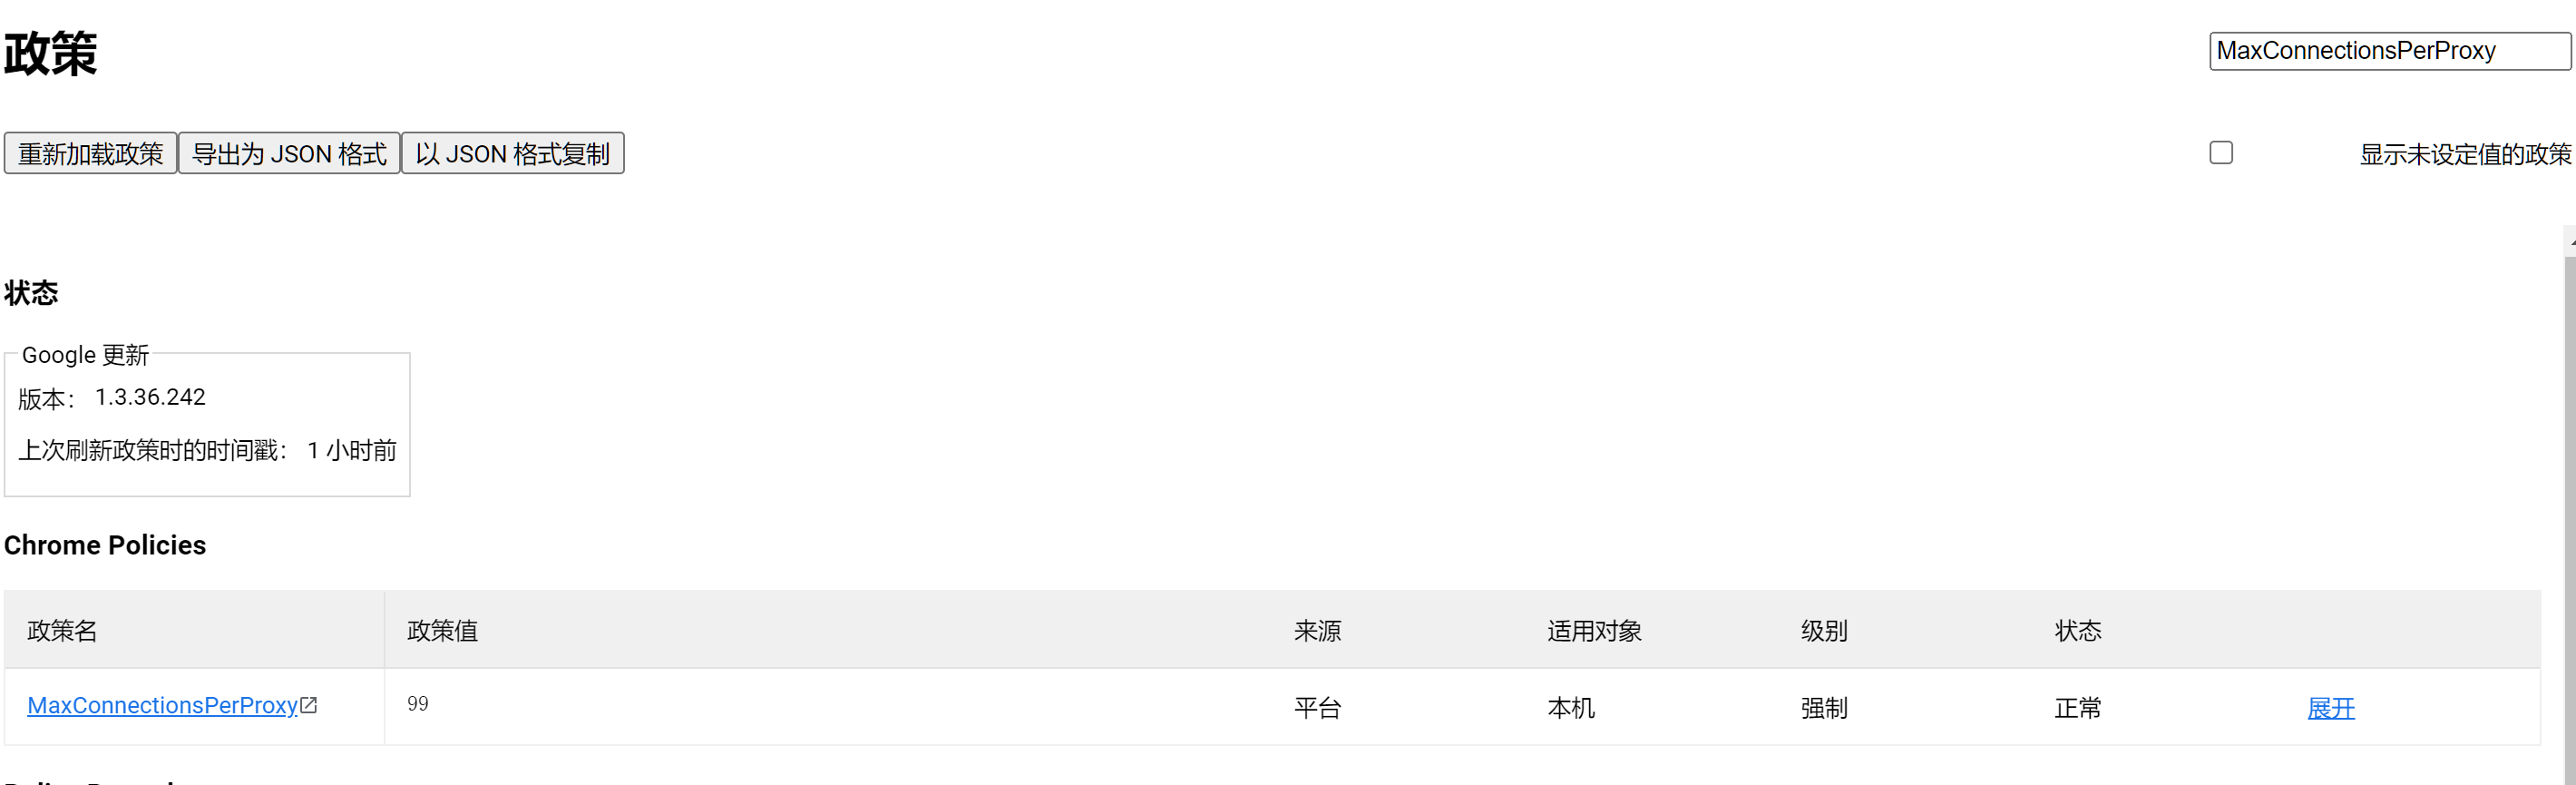 政策
MaxConnectionsPerProxy
重新加载政策 导出为 JSON 格式 以 JSON 格式复制
显示未设定值的政策
状态
Google 更新
版本： 1.3.36.242
上次刷新政策时的时间戳： 1 小时前
Chrome Policies
政策名 政策值 来源 适用对象 级别 状态
MaxConnectionsPerProxy 99 平台 本机 强制 正常 展开